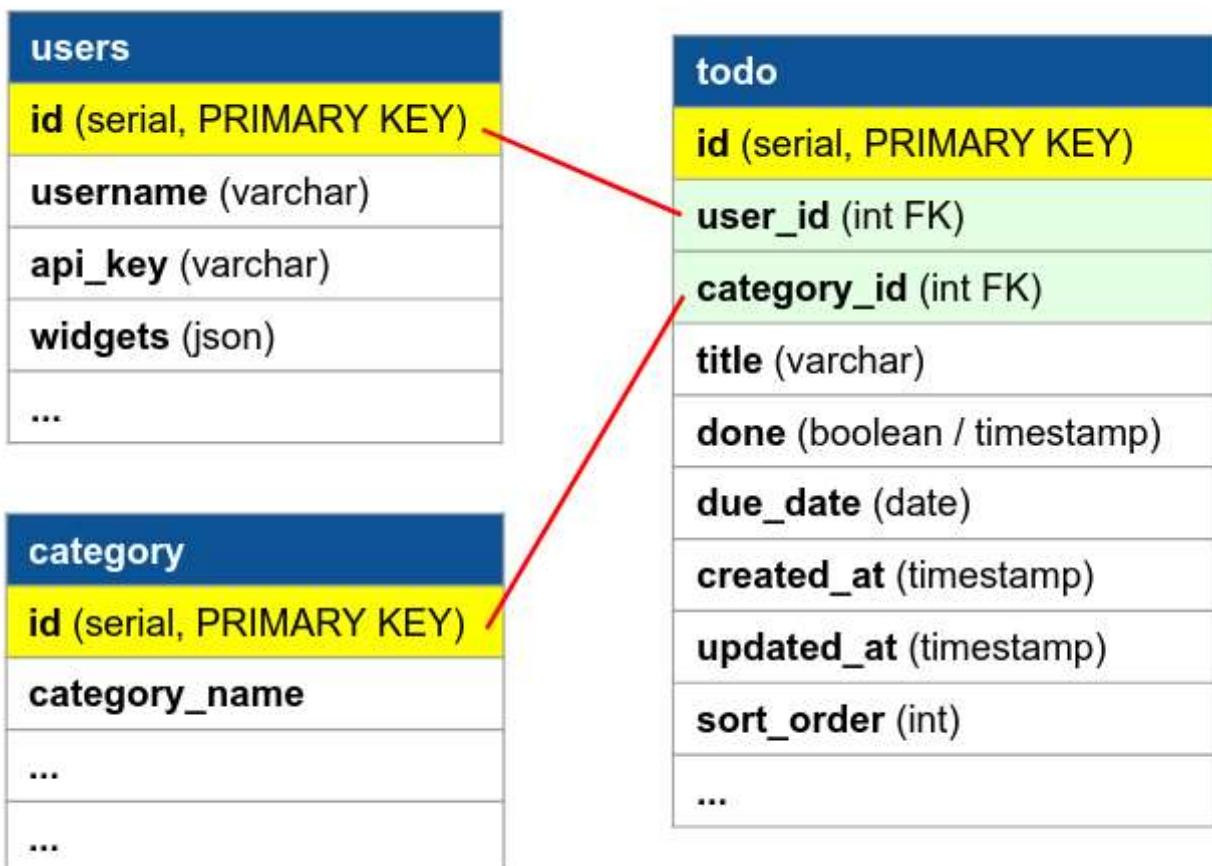 users
id (serial, PRIMARY KEY)
username (varchar)
api_key (varchar)
widgets (json)
...
category
id (serial, PRIMARY KEY)
category_name
...
...
todo
id (serial, PRIMARY KEY)
user_id (int FK)
category_id (int FK)
title (varchar)
done (boolean / timestamp)
due_date (date)
created_at (timestamp)
updated_at (timestamp)
sort_order (int)
...